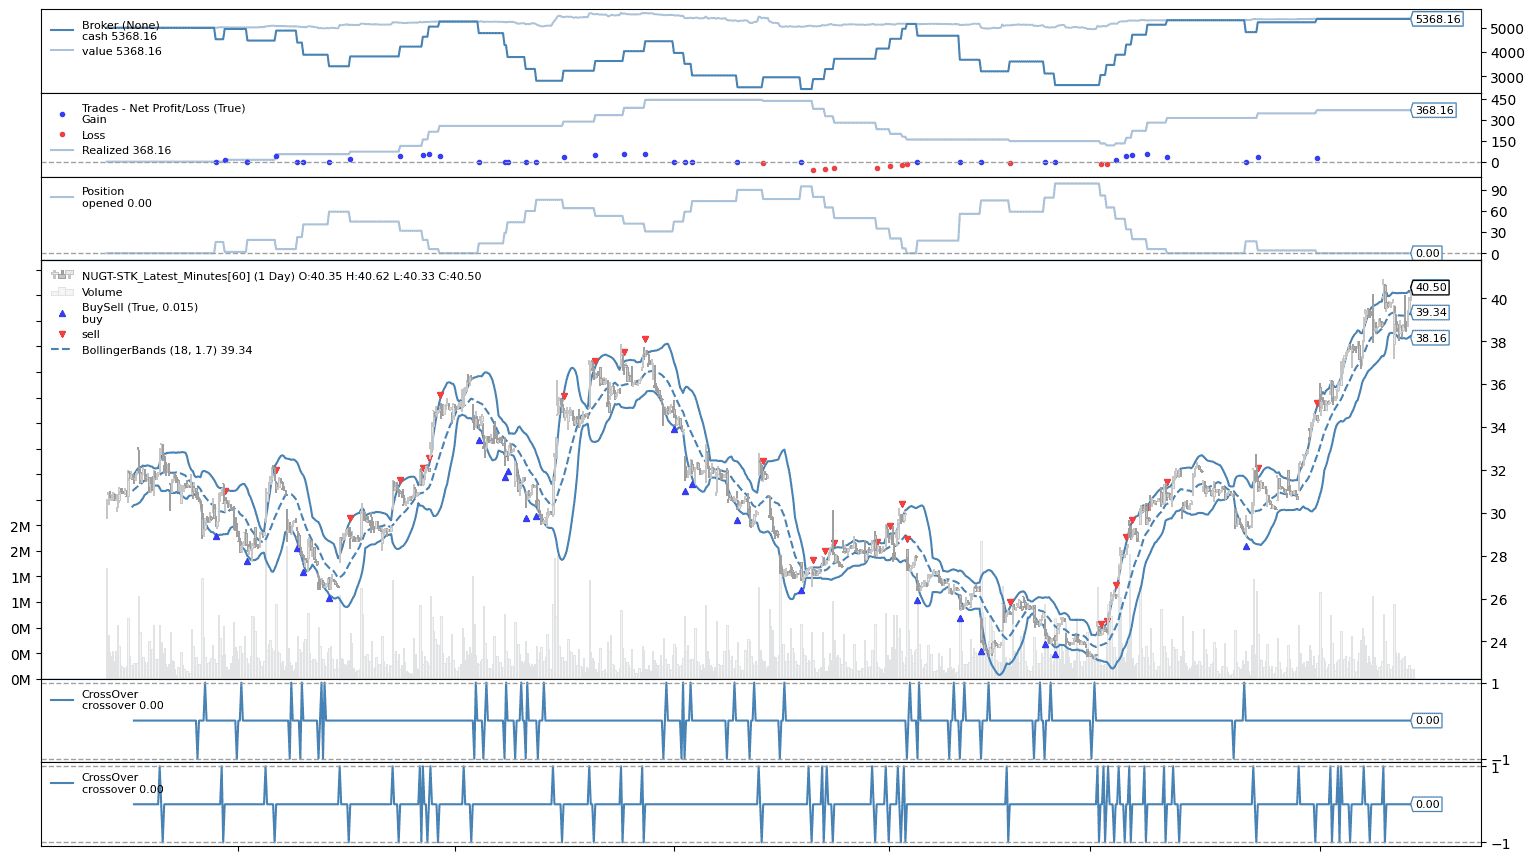 Broker (None)
cash 5368.16
value 5368.16
5368.16
5000
4000
3000
Trades - Net Profit/Loss (True)
Gain
Loss
Realized 368.16
368.16
450
300
150
0
Position
opened 0.00
0.00
90
60
30
0
NUGT-STK_Latest_Minutes[60] (1 Day) O:40.35 H:40.62 L:40.33 C:40.50
Volume
BuySell (True, 0.015)
buy
sell
BollingerBands (18, 1.7) 39.34
40.50
39.34
38.16
40
38
36
34
32
30
28
26
24
2M
2M
1M
1M
0M
0M
0M
CrossOver
crossover 0.00
0.00
1
−1
CrossOver
crossover 0.00
0.00
1
−1